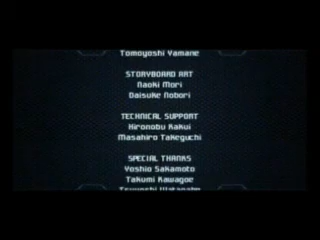 Tomoyoshi Yamane
STORYBOARD ART
Naoki Mori
Daisuke Nobori
TECHNICAL SUPPORT
Hironobu Kakui
Masahiro Takeguchi
SPECIAL THANKS
Yoshio Sakamoto
Takumi Kawagoe